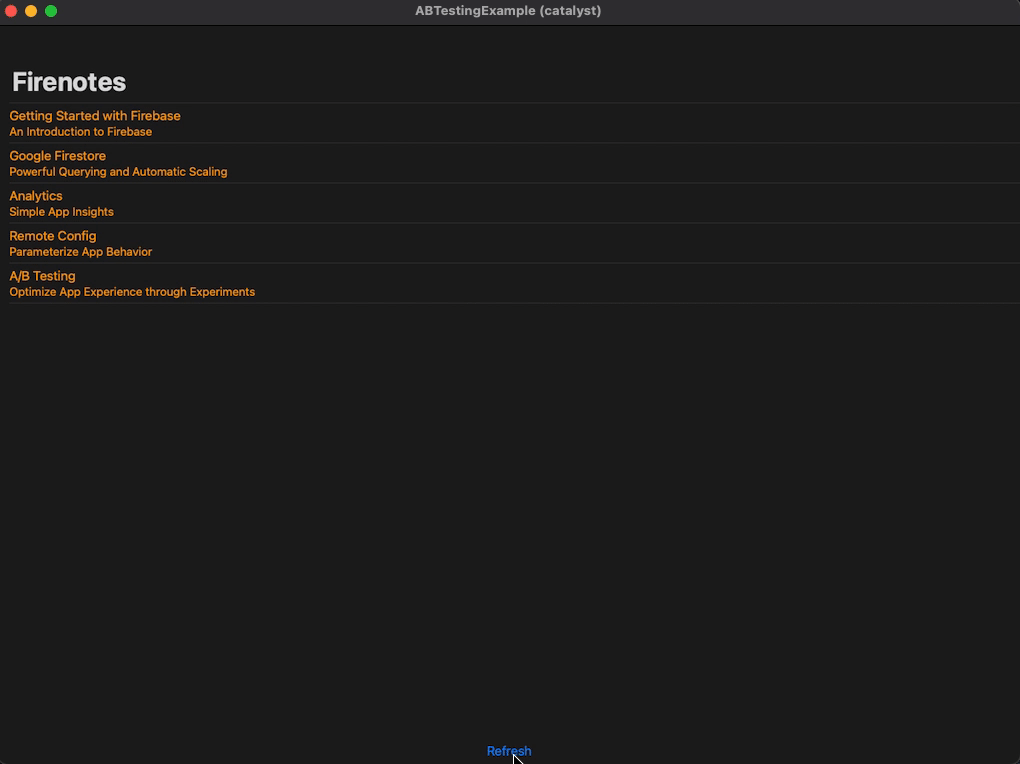 ABTestingExample (catalyst)
Firenotes
Getting Started with Firebase
An Introduction to Firebase
Google Firestore
Powerful Querying and Automatic Scaling
Analytics
Simple App Insights
Remote Config
Parameterize App Behavior
A/B Testing
Optimize App Experience through Experiments
Refresh